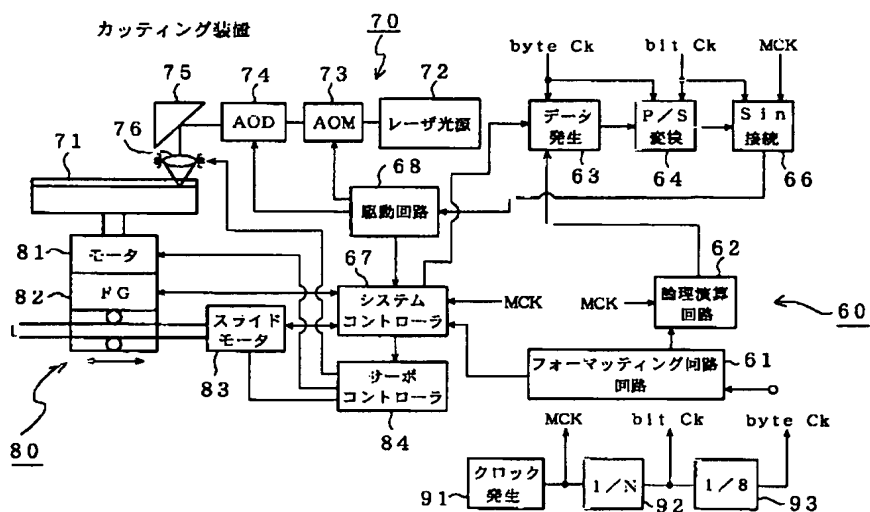 カッティング装置
70
byte Ck
bit Ck
MCK
75
74
73
72
AOD
AOM
レーザ光源
データ
発生
P/S
変換
Sin
接続
76
71
63
64
66
68
駆動回路
81
モータ
67
62
82
FG
システム
コントローラ
MCK
MCK
論理演算
回路
60
スライド
モータ
83
61
フォーマッティング回路
回路
サーボ
コントローラ
80
84
MCK
bit Ck
byte Ck
クロック
発生
1/N
1/8
91
92
93